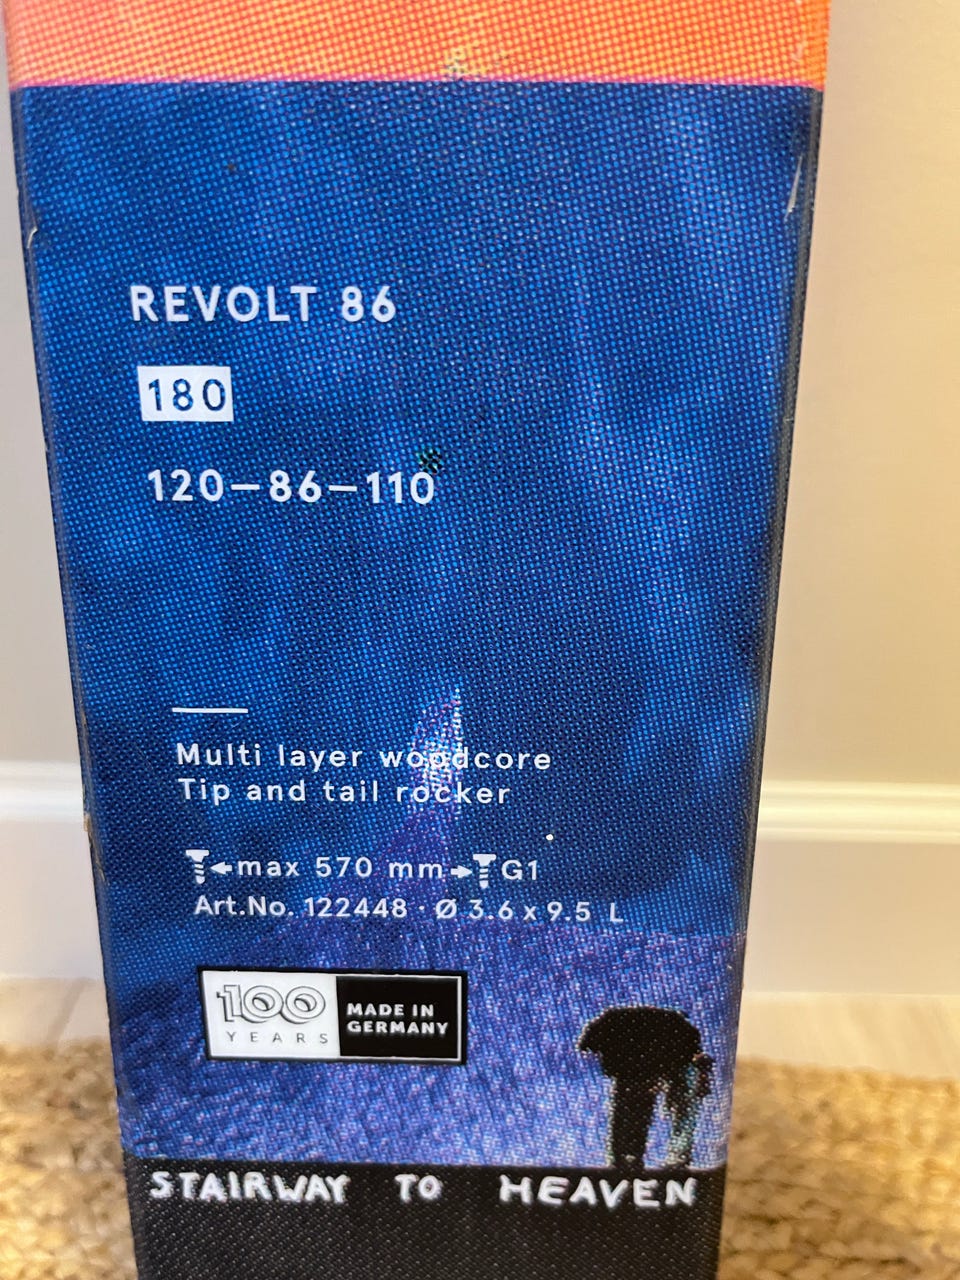 REVOLT 86
180
120–86–110
Multi layer woodcore
Tip and tail rocker
max 570 mm G1
Art.No. 122448 · Ø 3.6 x 9.5 L
100 YEARS
MADE IN GERMANY
STAIRWAY TO HEAVEN